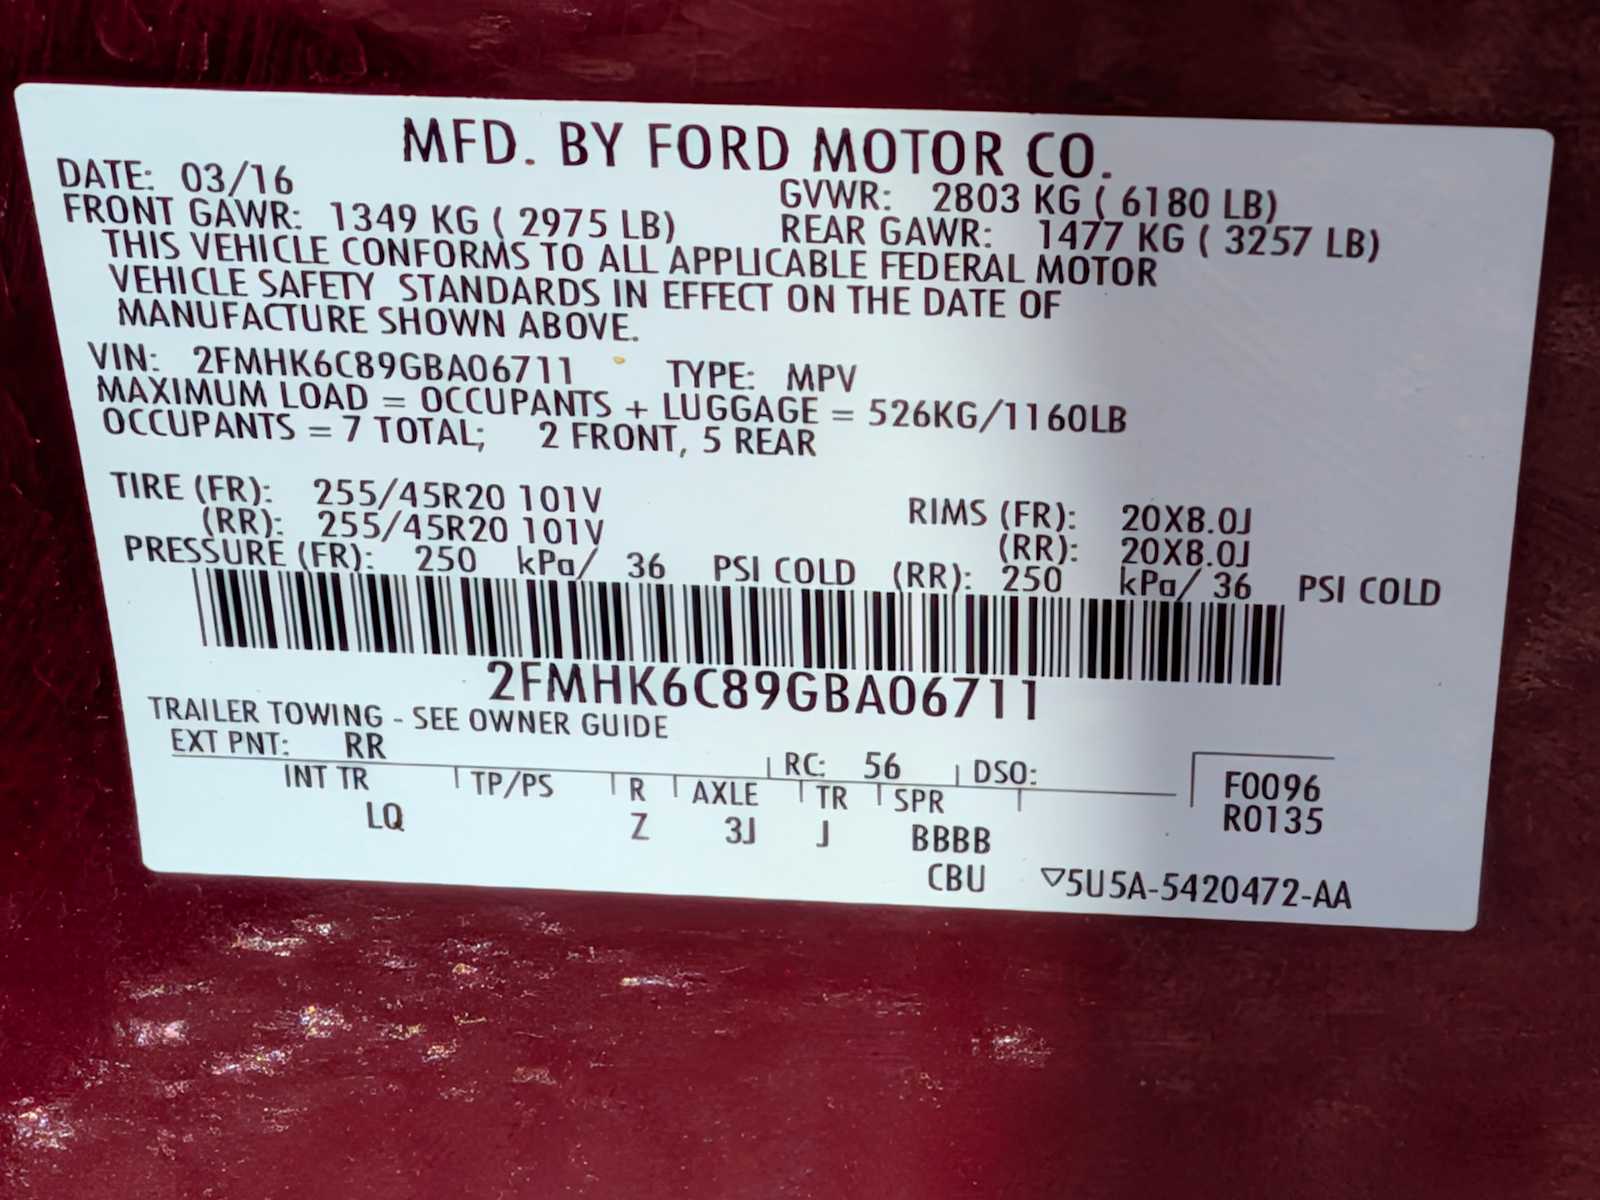 MFD. BY FORD MOTOR CO.
DATE: 03/16 GVWR: 2803 KG ( 6180 LB)
FRONT GAWR: 1349 KG ( 2975 LB) REAR GAWR: 1477 KG ( 3257 LB)
THIS VEHICLE CONFORMS TO ALL APPLICABLE FEDERAL MOTOR
VEHICLE SAFETY STANDARDS IN EFFECT ON THE DATE OF
MANUFACTURE SHOWN ABOVE.
VIN: 2FMHK6C89GBA06711 TYPE: MPV
MAXIMUM LOAD = OCCUPANTS + LUGGAGE = 526KG/1160LB
OCCUPANTS = 7 TOTAL; 2 FRONT, 5 REAR
TIRE (FR): 255/45R20 101V RIMS (FR): 20X8.0J
(RR): 255/45R20 101V (RR): 20X8.0J
PRESSURE (FR): 250 kPa/ 36 PSI COLD (RR): 250 kPa/ 36 PSI COLD
2FMHK6C89GBA06711
TRAILER TOWING - SEE OWNER GUIDE
EXT PNT: RR RC: 56 DSO: F0096
INT TR TP/PS R AXLE TR SPR R0135
LQ Z 3J J BBBB
CBU ▽5U5A-5420472-AA